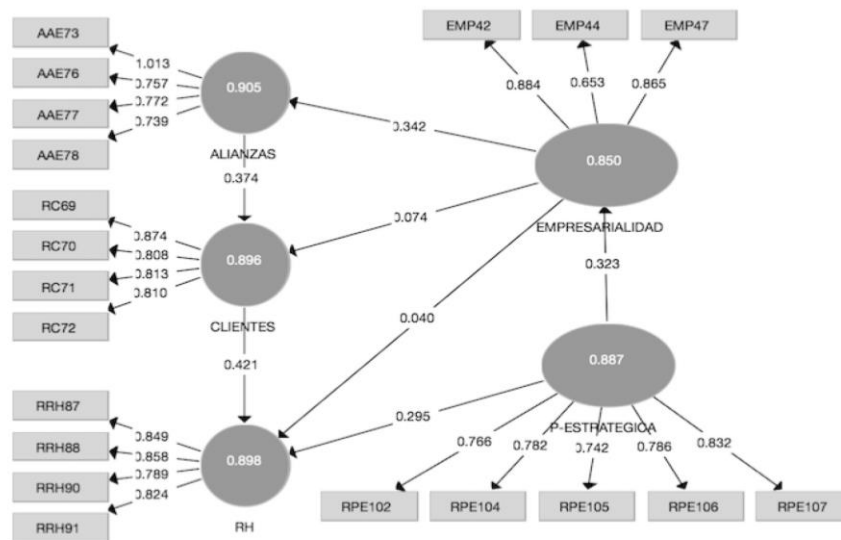 EMP42
EMP44
EMP47
AAE73
AAE76
AAE77
AAE78
1.013
0.757
0.772
0.739
0.905
ALIANZAS
0.884
0.653
0.865
0.850
EMPRESARIALIDAD
0.342
0.374
0.074
RC69
RC70
RC71
RC72
0.874
0.808
0.813
0.810
0.896
CLIENTES
0.323
0.040
0.421
0.887
P-ESTRATEGICA
0.295
RRH87
RRH88
RRH90
RRH91
0.849
0.858
0.789
0.824
0.898
RH
0.766
0.782
0.742
0.786
0.832
RPE102
RPE104
RPE105
RPE106
RPE107